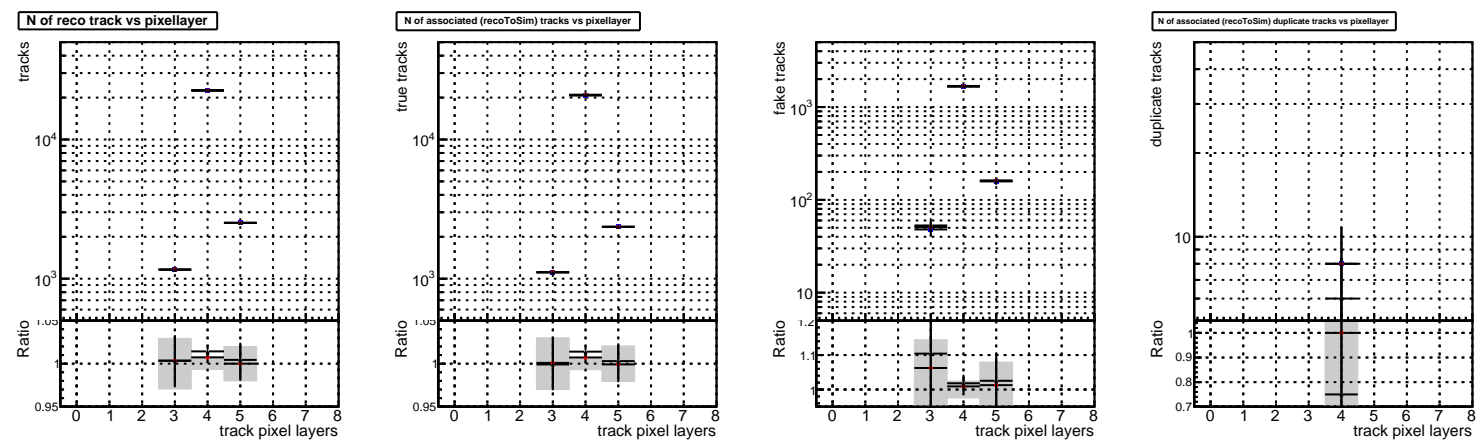 N of reco track vs pixellayer
tracks
10^4
10^3
Ratio
1.05
1
0.95
0 1 2 3 4 5 6 7 8
track pixel layers
N of associated (recoToSim) tracks vs pixellayer
true tracks
10^4
10^3
Ratio
1.05
1
0.95
0 1 2 3 4 5 6 7 8
track pixel layers
fake tracks
10^3
10^2
10
Ratio
1.2
1.1
1
0 1 2 3 4 5 6 7 8
track pixel layers
N of associated (recoToSim) duplicate tracks vs pixellayer
duplicate tracks
10
Ratio
1
0.9
0.8
0.7
0 1 2 3 4 5 6 7 8
track pixel layers